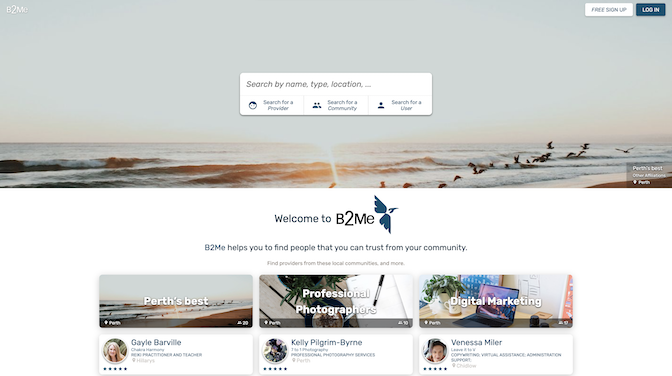 B2Me
FREE SIGN UP
LOG IN
Search by name, type, location, ...
Search for a
Provider
Search for a
Community
Search for a
User
Perth's best
Other Affiliations
Perth
Welcome to B2Me
B2Me helps you to find people that you can trust from your community.
Find providers from these local communities, and more.
Perth's best
Perth
20
Professional
Photographers
Perth
10
Digital Marketing
Perth
Gayle Barville
Chakra Harmony
REIKI PRACTITIONER AND TEACHER
Hillarys
Kelly Pilgrim-Byrne
1 to 1 Photography
PROFESSIONAL PHOTOGRAPHY SERVICES
Perth
Venessa Miler
Leave it to V
COPYWRITING, VIRTUAL ASSISTANCE, ADMINISTRATION
SUPPORT,
Onslow